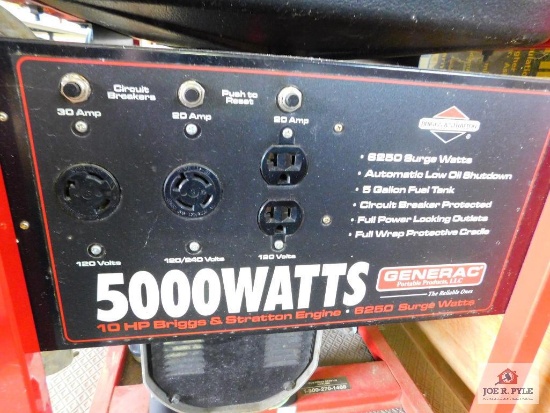 Circuit
Breakers
Push to
Reset
30 Amp
20 Amp
20 Amp
BRIGGS & STRATTON
• 6250 Surge Watts
• Automatic Low Oil Shutdown
• 5 Gallon Fuel Tank
• Circuit Breaker Protected
• Full Power Locking Outlets
• Full Wrap Protective Cradle
120 Volts
120/240 Volts
120 Volts
5000WATTS
GENERAC
Portable Products, LLC
The Reliable Ones
10 HP Briggs & Stratton Engine • 6250 Surge Watts
JOE R. PYLE